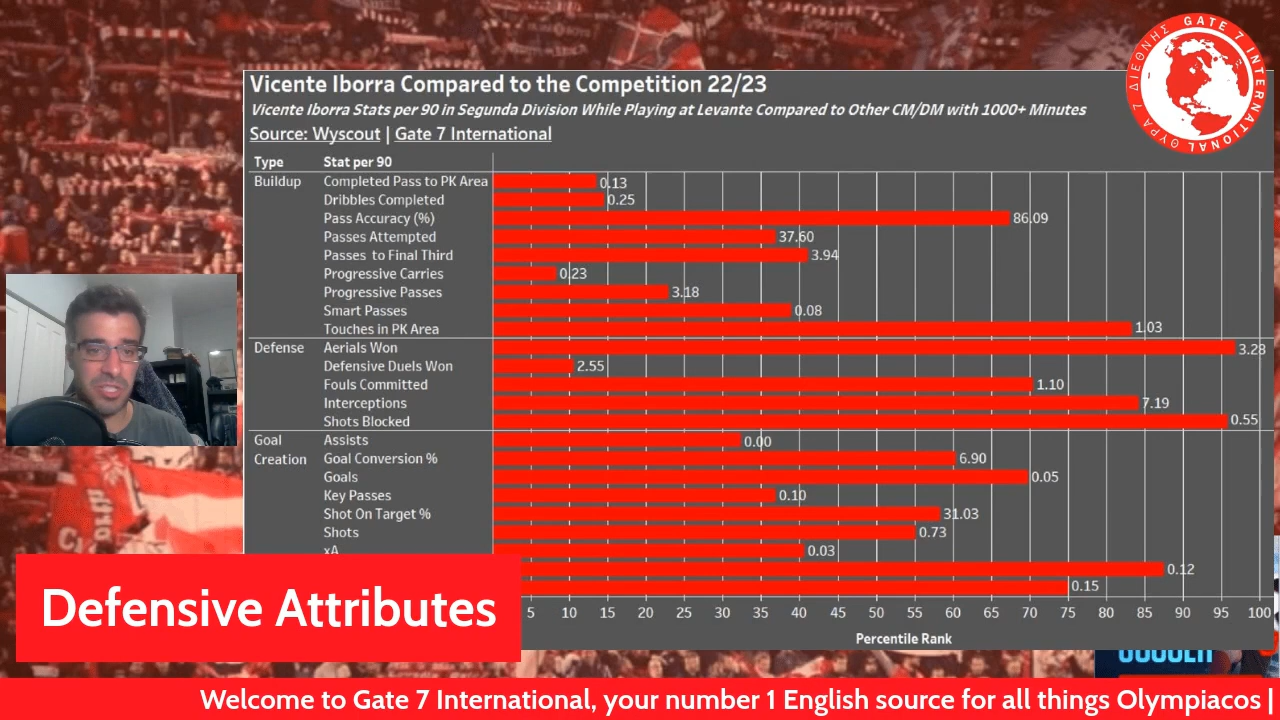 Vicente Iborra Compared to the Competition 22/23
Vicente Iborra Stats per 90 in Segunda Division While Playing at Levante Compared to Other CM/DM with 1000+ Minutes
Source: Wyscout | Gate 7 International
GATE 7 INTERNATIONAL ΘΥΡΑ 7 ΔΙΕΘΝΗΣ
Type Stat per 90
Buildup Completed Pass to PK Area 0.13
Dribbles Completed 0.25
Pass Accuracy (%) 86.09
Passes Attempted 37.60
Passes to Final Third 3.94
Progressive Carries 0.23
Progressive Passes 3.18
Smart Passes 0.08
Touches in PK Area 1.03
Defense Aerials Won 3.28
Defensive Duels Won 2.55
Fouls Committed 1.10
Interceptions 7.19
Shots Blocked 0.55
Goal Assists 0.00
Creation Goal Conversion % 6.90
Goals 0.05
Key Passes 0.10
Shot On Target % 31.03
Shots 0.73
xA 0.03
0.12
0.15
5 10 15 20 25 30 35 40 45 50 55 60 65 70 75 80 85 90 95 100
Percentile Rank
Defensive Attributes
Welcome to Gate 7 International, your number 1 English source for all things Olympiacos |